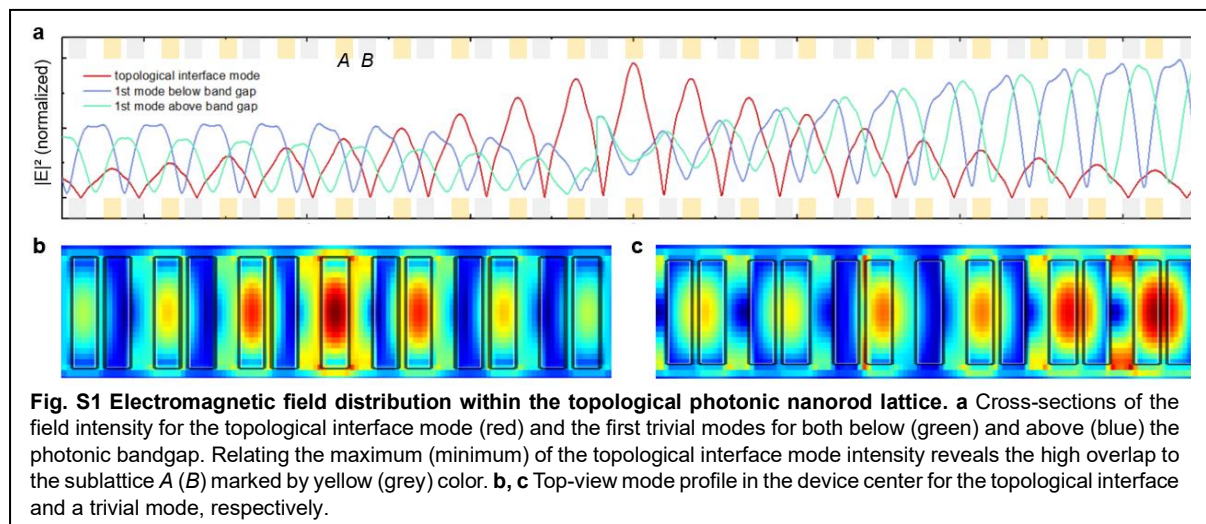 a
A B
topological interface mode
1st mode below band gap
1st mode above band gap
|E|² (normalized)
b
c
Fig. S1 Electromagnetic field distribution within the topological photonic nanorod lattice. a Cross-sections of the
field intensity for the topological interface mode (red) and the first trivial modes for both below (green) and above (blue) the
photonic bandgap. Relating the maximum (minimum) of the topological interface mode intensity reveals the high overlap to
the sublattice A (B) marked by yellow (grey) color. b, c Top-view mode profile in the device center for the topological interface
and a trivial mode, respectively.